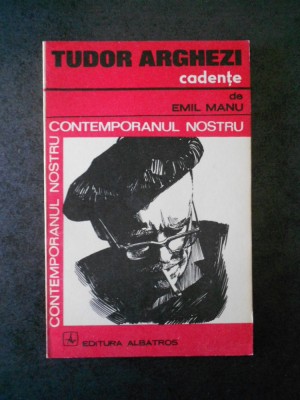 TUDOR ARGHEZI
cadențe
de
EMIL MANU
CONTEMPORANUL NOSTRU
CONTEMPORANUL NOSTRU
EDITURA ALBATROS